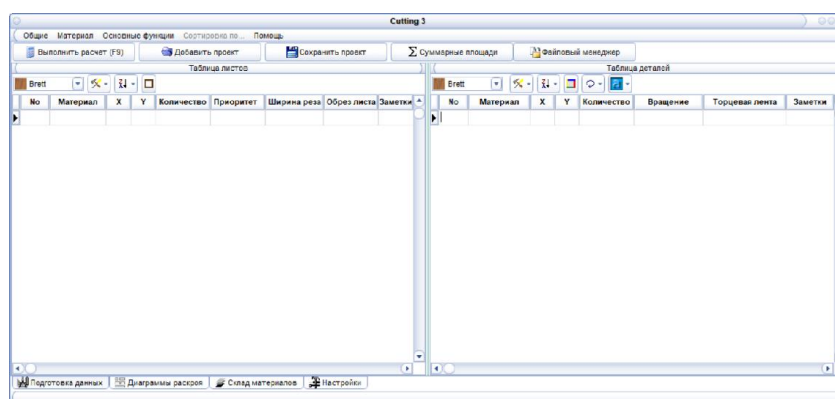 Cutting 3
Общие Материал Основные функции Сортировка по... Помощь
Выполнить расчет (F9) Добавить проект Сохранить проект Суммарные площади Файловый менеджер
Таблица листов Таблица деталей
Brett Brett
No Материал X Y Количество Приоритет Ширина реза Обрез листа Заметки No Материал X Y Количество Вращение Торцевая лента Заметки
Подготовка данных Диаграммы раскроя Склад материалов Настройки